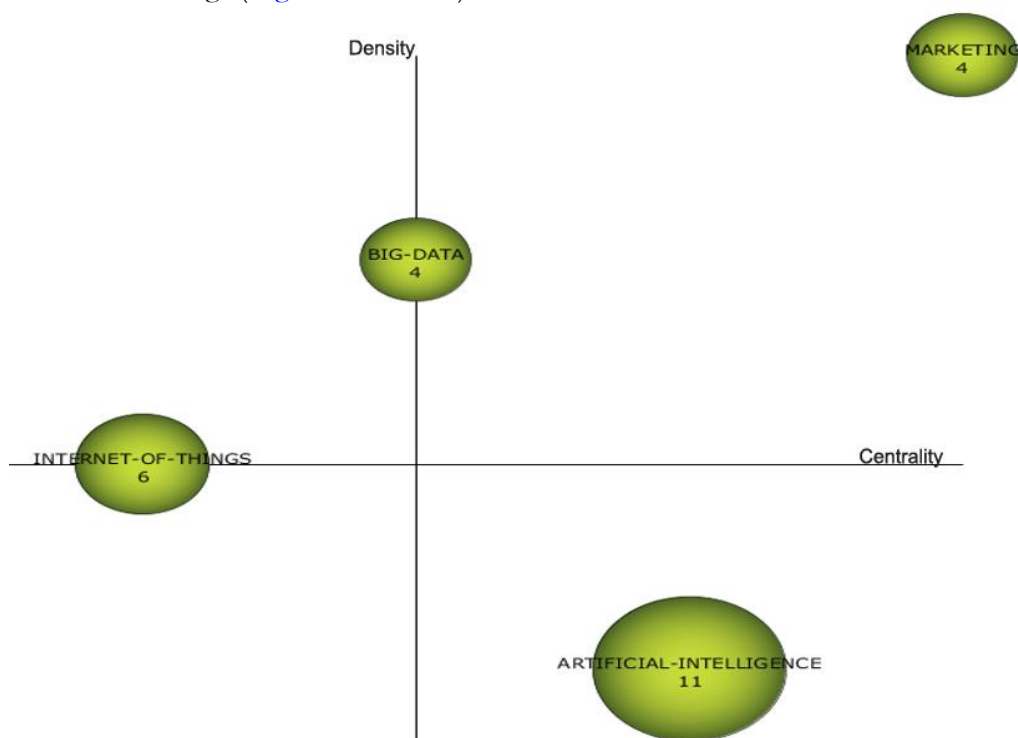 Density
MARKETING
4
BIG-DATA
4
INTERNET-OF-THINGS
6
Centrality
ARTIFICIAL-INTELLIGENCE
11